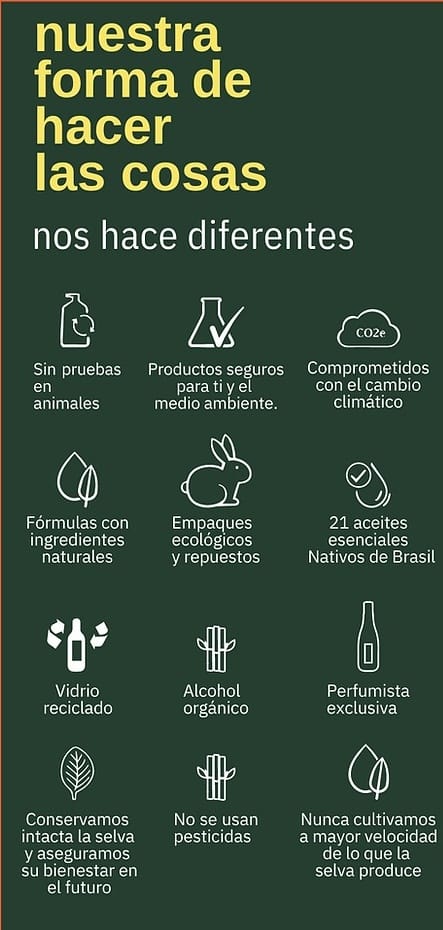 nuestra
forma de
hacer
las cosas
nos hace diferentes
Sin pruebas
en
animales
Productos seguros
para ti y el
medio ambiente.
CO2e
Comprometidos
con el cambio
climático
Fórmulas con
ingredientes
naturales
Empaques
ecológicos
y repuestos
21 aceites
esenciales
Nativos de Brasil
Vidrio
reciclado
Alcohol
orgánico
Perfumista
exclusiva
Conservamos
intacta la selva
y aseguramos
su bienestar en
el futuro
No se usan
pesticidas
Nunca cultivamos
a mayor velocidad
de lo que la
selva produce